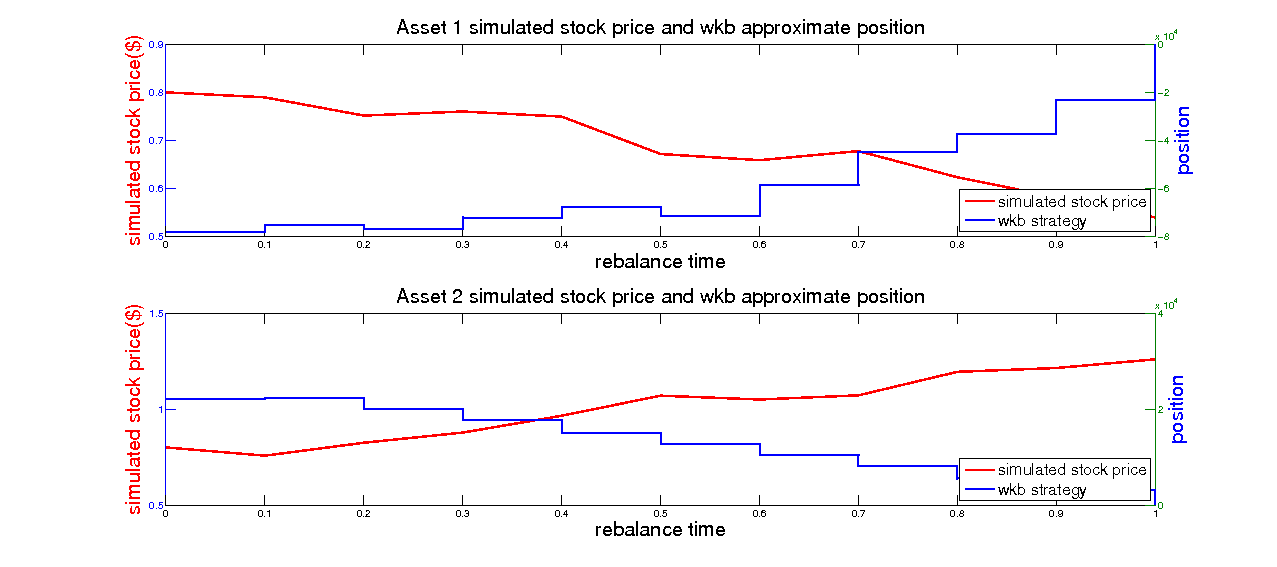 Asset 1 simulated stock price and wkb approximate position
x 10^4
0.9
0.8
0.7
0.6
0.5
simulated stock price($)
0
-2
-4
-6
-8
position
simulated stock price
wkb strategy
0 0.1 0.2 0.3 0.4 0.5 0.6 0.7 0.8 0.9 1
rebalance time
Asset 2 simulated stock price and wkb approximate position
x 10^4
1.5
1
0.5
simulated stock price($)
4
2
0
position
simulated stock price
wkb strategy
0 0.1 0.2 0.3 0.4 0.5 0.6 0.7 0.8 0.9 1
rebalance time